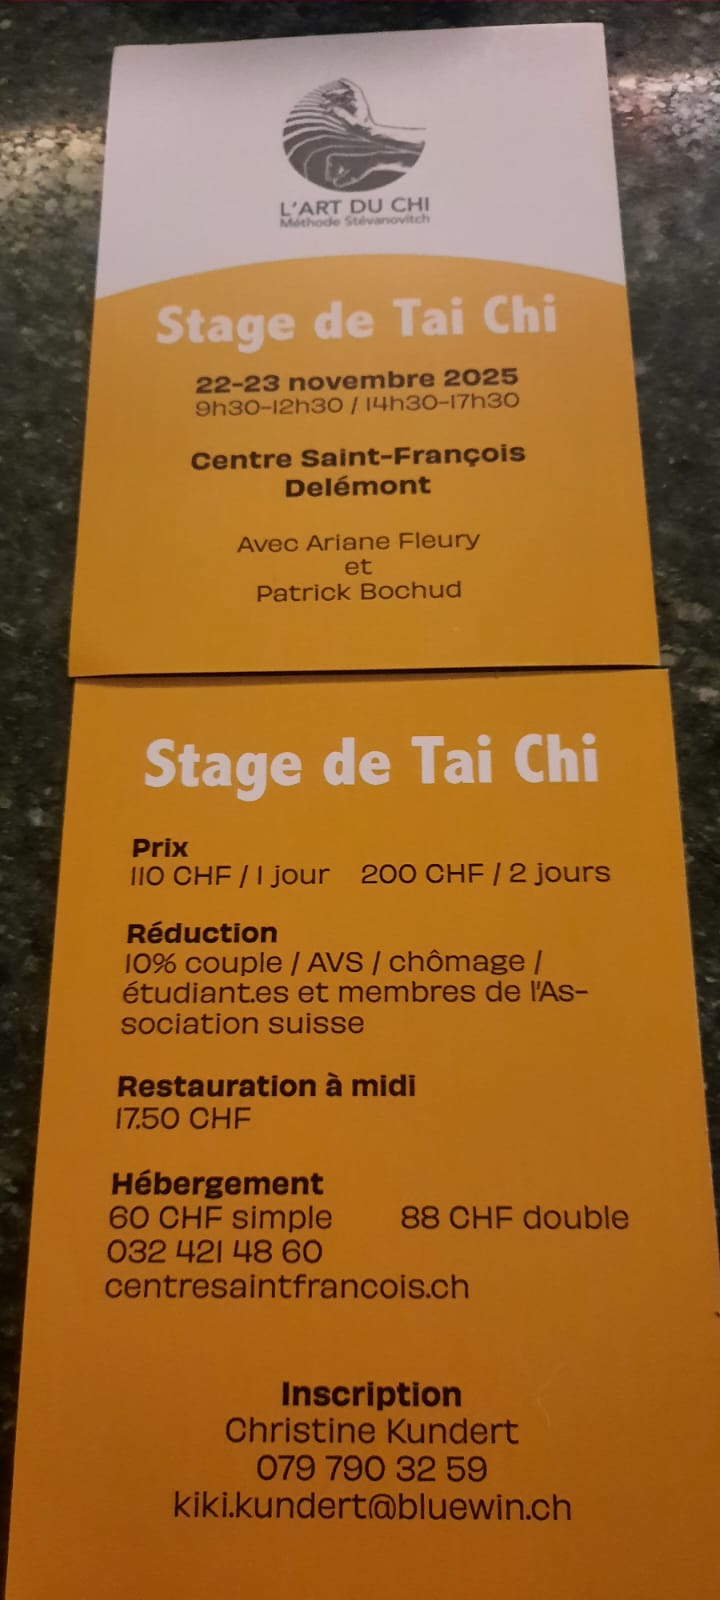 L'ART DU CHI
Méthode Stévanovitch
Stage de Tai Chi
22-23 novembre 2025
9h30-12h30 / 14h30-17h30
Centre Saint-François
Delémont
Avec Ariane Fleury
et
Patrick Bochud
Stage de Tai Chi
Prix
110 CHF / 1 jour 200 CHF / 2 jours
Réduction
10% couple / AVS / chômage /
étudiant.es et membres de l'As-
sociation suisse
Restauration à midi
17.50 CHF
Hébergement
60 CHF simple 88 CHF double
032 421 48 60
centresaintfrancois.ch
Inscription
Christine Kundert
079 790 32 59
kiki.kundert@bluewin.ch